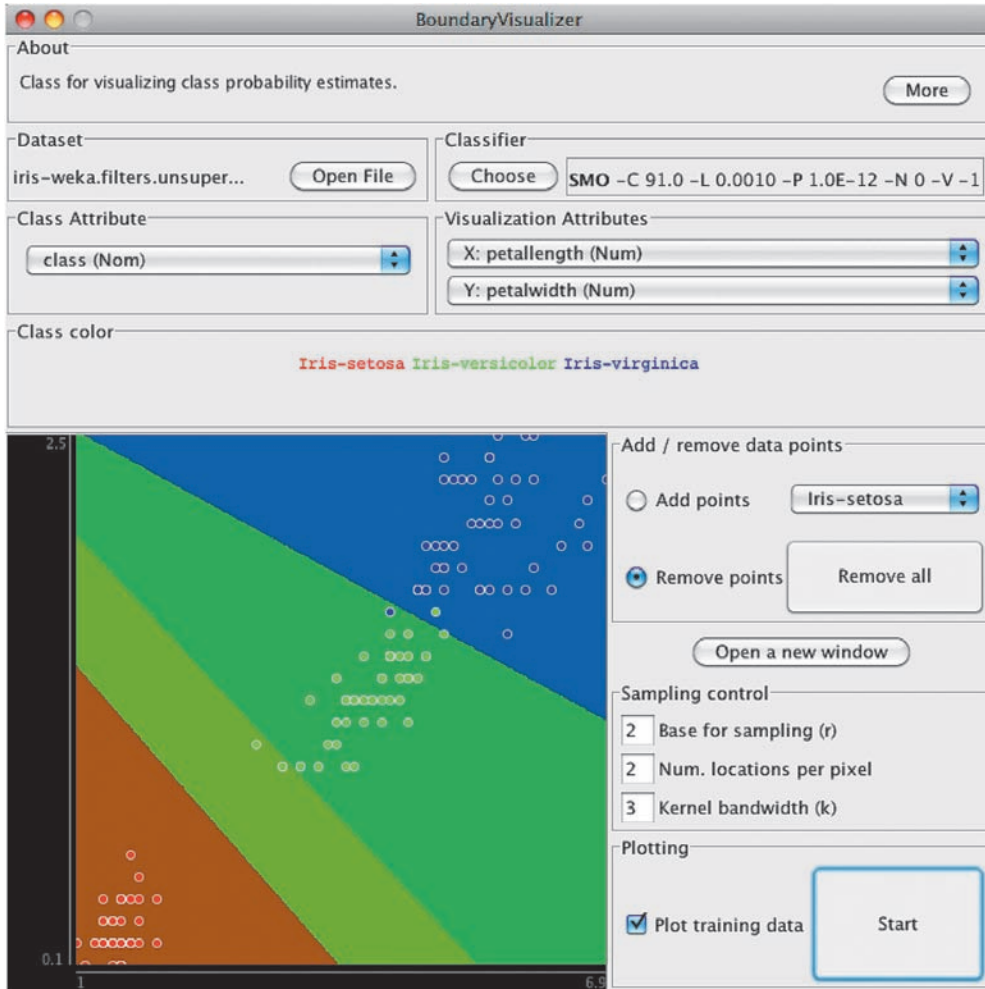 BoundaryVisualizer
About
Class for visualizing class probability estimates.
More
Dataset
iris-weka.filters.unsuper...
Open File
Classifier
Choose
SMO -C 91.0 -L 0.0010 -P 1.0E-12 -N 0 -V -1
Class Attribute
class (Nom)
Visualization Attributes
X: petallength (Num)
Y: petalwidth (Num)
Class color
Iris-setosa Iris-versicolor Iris-virginica
2.5
0.1
1
6.9
Add / remove data points
Add points
Iris-setosa
Remove points
Remove all
Open a new window
Sampling control
2 Base for sampling (r)
2 Num. locations per pixel
3 Kernel bandwidth (k)
Plotting
Plot training data
Start